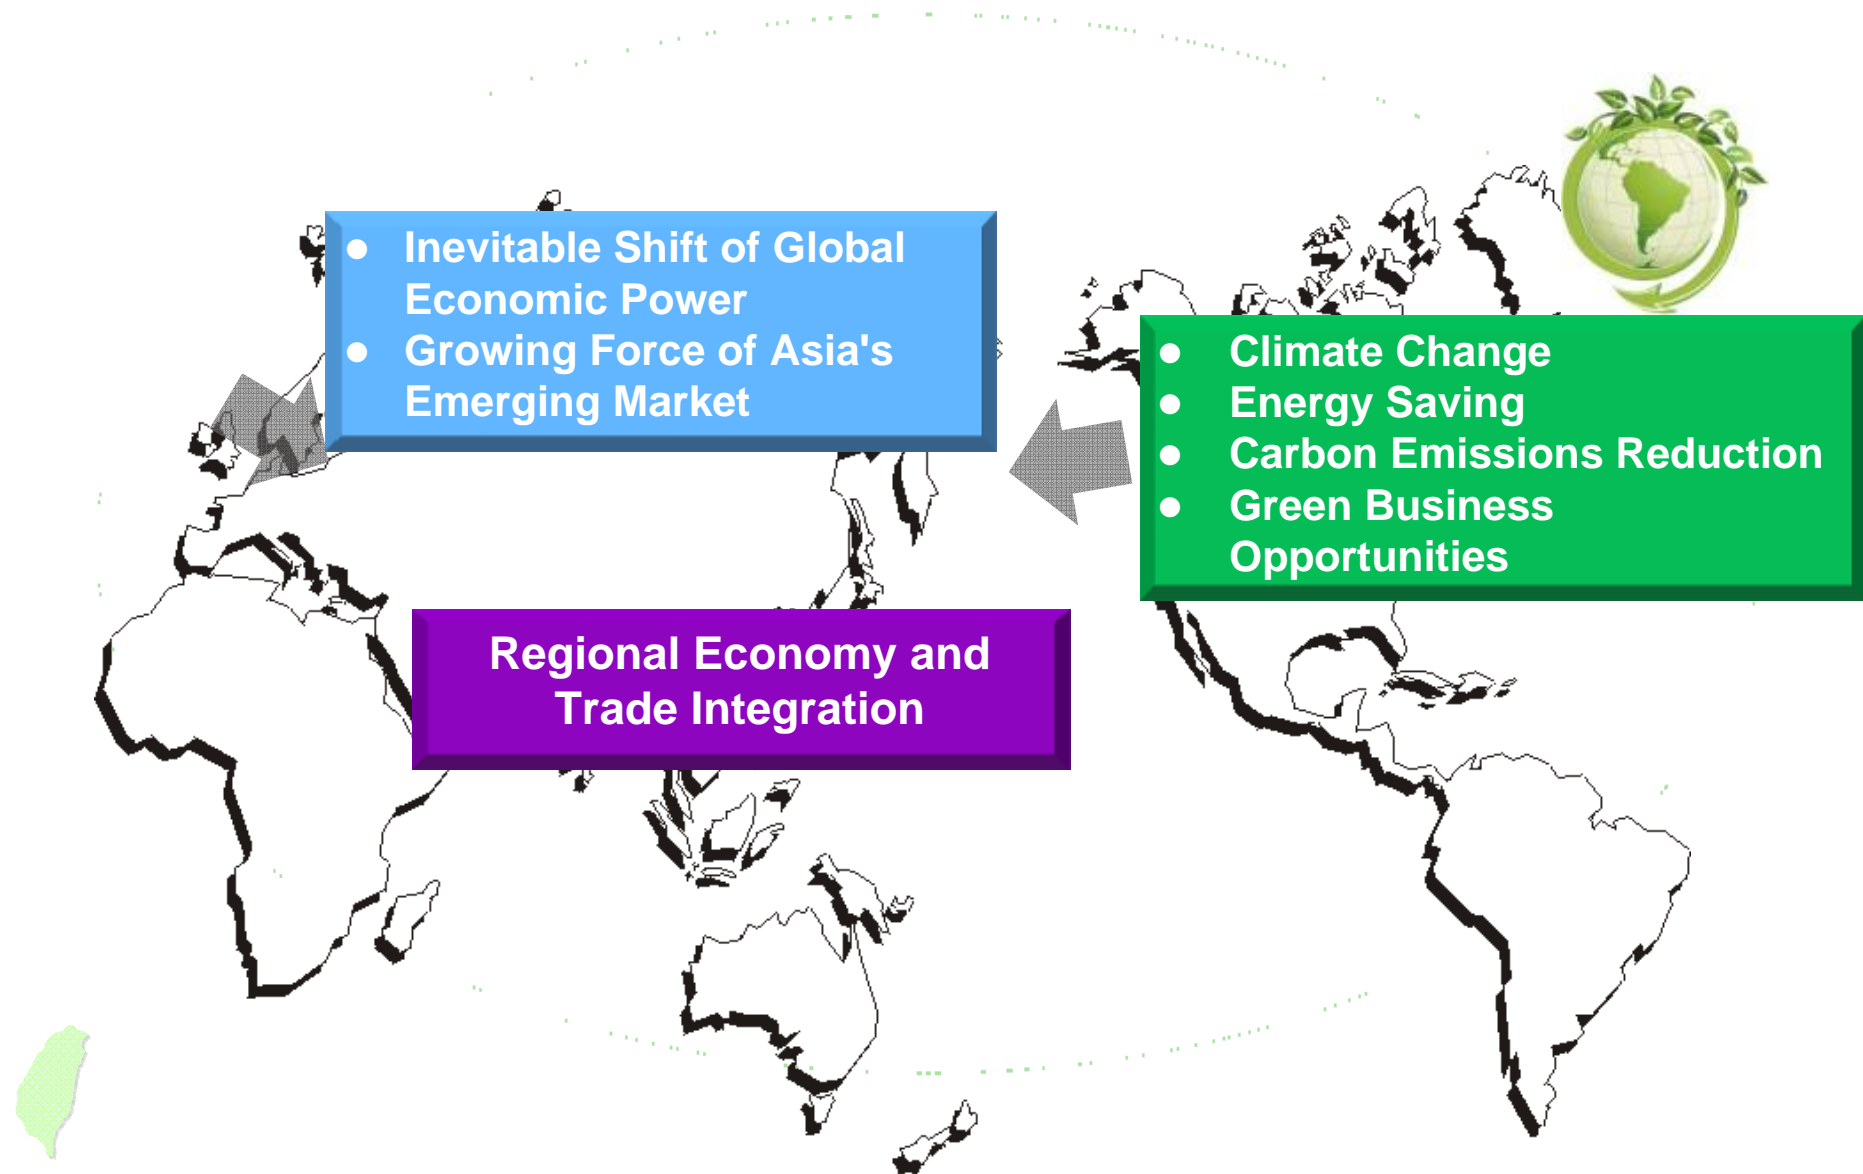 ● Inevitable Shift of Global
Economic Power
● Growing Force of Asia's
Emerging Market
● Climate Change
● Energy Saving
● Carbon Emissions Reduction
● Green Business
Opportunities
Regional Economy and
Trade Integration